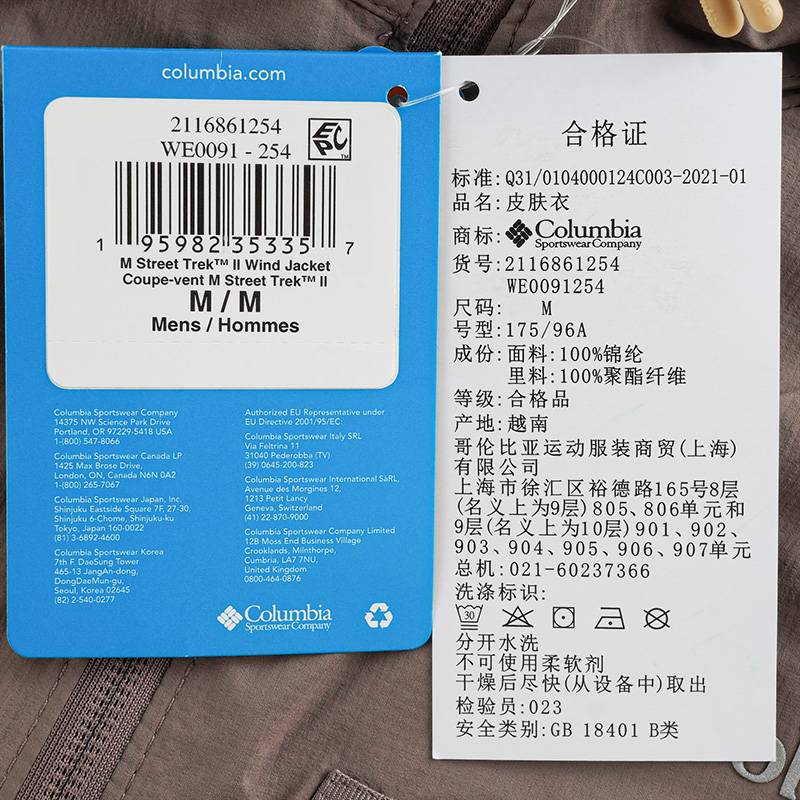 columbia.com
2116861254
WE0091 - 254
EPC™
1 95982 35335 7
M Street Trek™ II Wind Jacket
Coupe-vent M Street Trek™ II
M / M
Mens / Hommes
Columbia Sportswear Company
14375 NW Science Park Drive
Portland, OR 97229-5418 USA
1-(800) 547-8066
Columbia Sportswear Canada LP
1425 Max Brose Drive,
London, ON, Canada N6N 0A2
1-(800) 265-7067
Columbia Sportswear Japan, Inc.
Shinjuku Eastside Square 7F, 27-30,
Shinjuku 6-Chome, Shinjuku-ku
Tokyo, Japan 160-0022
(81) 3-6892-4600
Columbia Sportswear Korea
7th F. DaeSung Tower
465-13 JangAn-dong,
DongDaeMun-gu,
Seoul, Korea 02645
(82) 2-540-0277
Authorized EU Representative under
EU Directive 2001/95/EC:
Columbia Sportswear Italy SRL
Via Feltrina 11
31040 Pederobba (TV)
(39) 0645-200-823
Columbia Sportswear International SàRL,
Avenue des Morgines 12,
1213 Petit Lancy
Geneva, Switzerland
(41) 22-870-9000
Columbia Sportswear Company Limited
12B Moss End Business Village
Crooklands, Milnthorpe,
Cumbria, LA7 7NU,
United Kingdom
0800-464-0876
Columbia
Sportswear Company
合格证
标准:Q31/0104000124C003-2021-01
品名:皮肤衣
商标:Columbia
Sportswear Company
货号:2116861254
WE0091254
尺码: M
号型:175/96A
成份:面料:100%锦纶
里料:100%聚酯纤维
等级:合格品
产地:越南
哥伦比亚运动服装商贸(上海)
有限公司
上海市徐汇区裕德路165号8层
(名义上为9层)805、806单元和
9层(名义上为10层)901、902、
903、904、905、906、907单元
总机:021-60237366
洗涤标识:
30
分开水洗
不可使用柔软剂
干燥后尽快(从设备中)取出
检验员:023
安全类别:GB 18401 B类